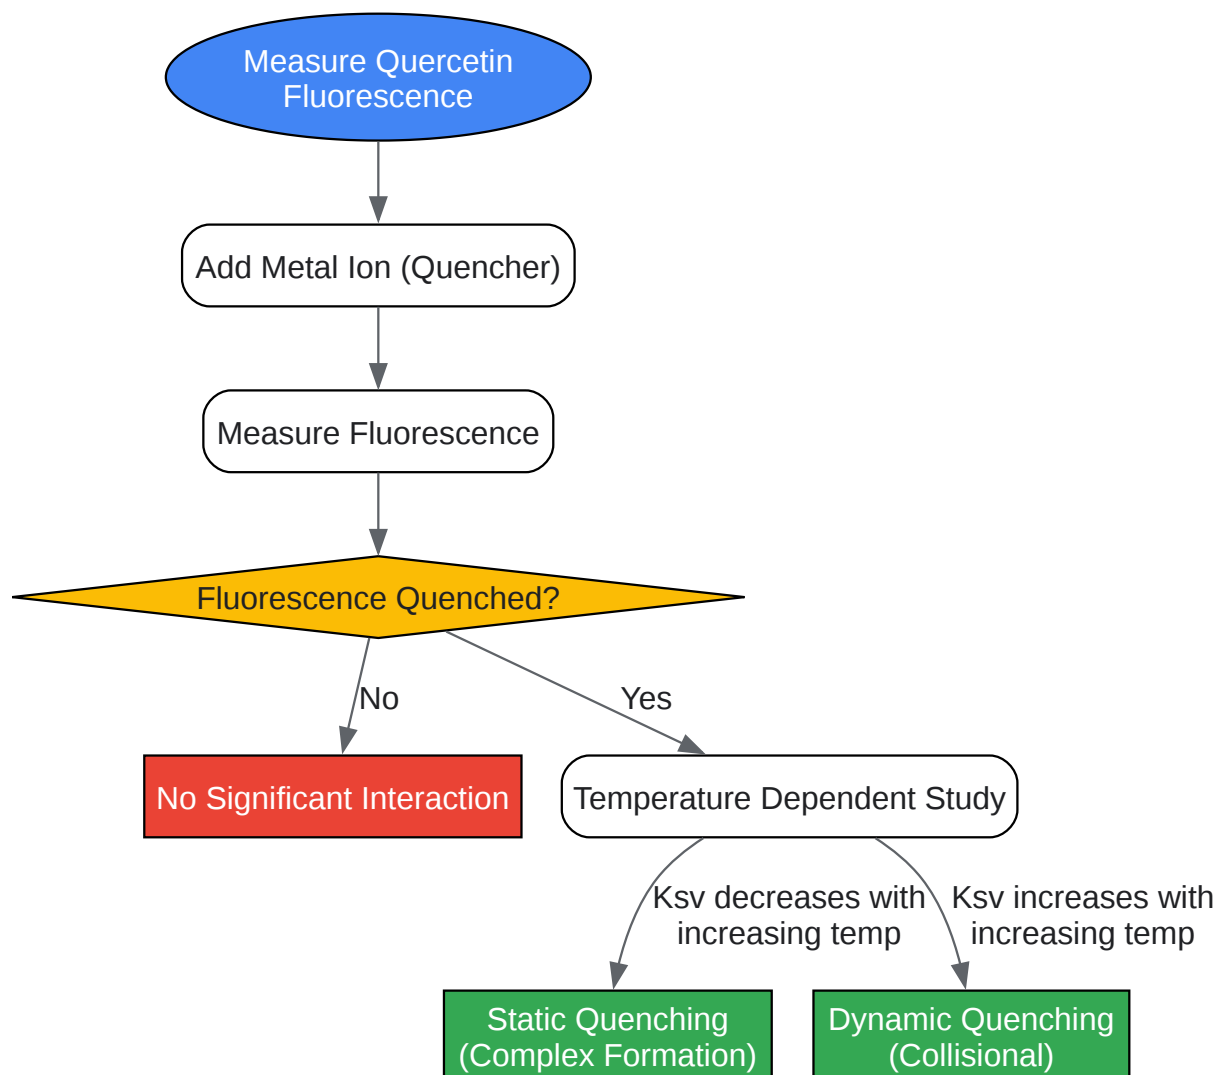 Measure Quercetin
Fluorescence
Add Metal Ion (Quencher)
Measure Fluorescence
Fluorescence Quenched?
No
Yes
No Significant Interaction
Temperature Dependent Study
Ksv decreases with
increasing temp
Ksv increases with
increasing temp
Static Quenching
(Complex Formation)
Dynamic Quenching
(Collisional)